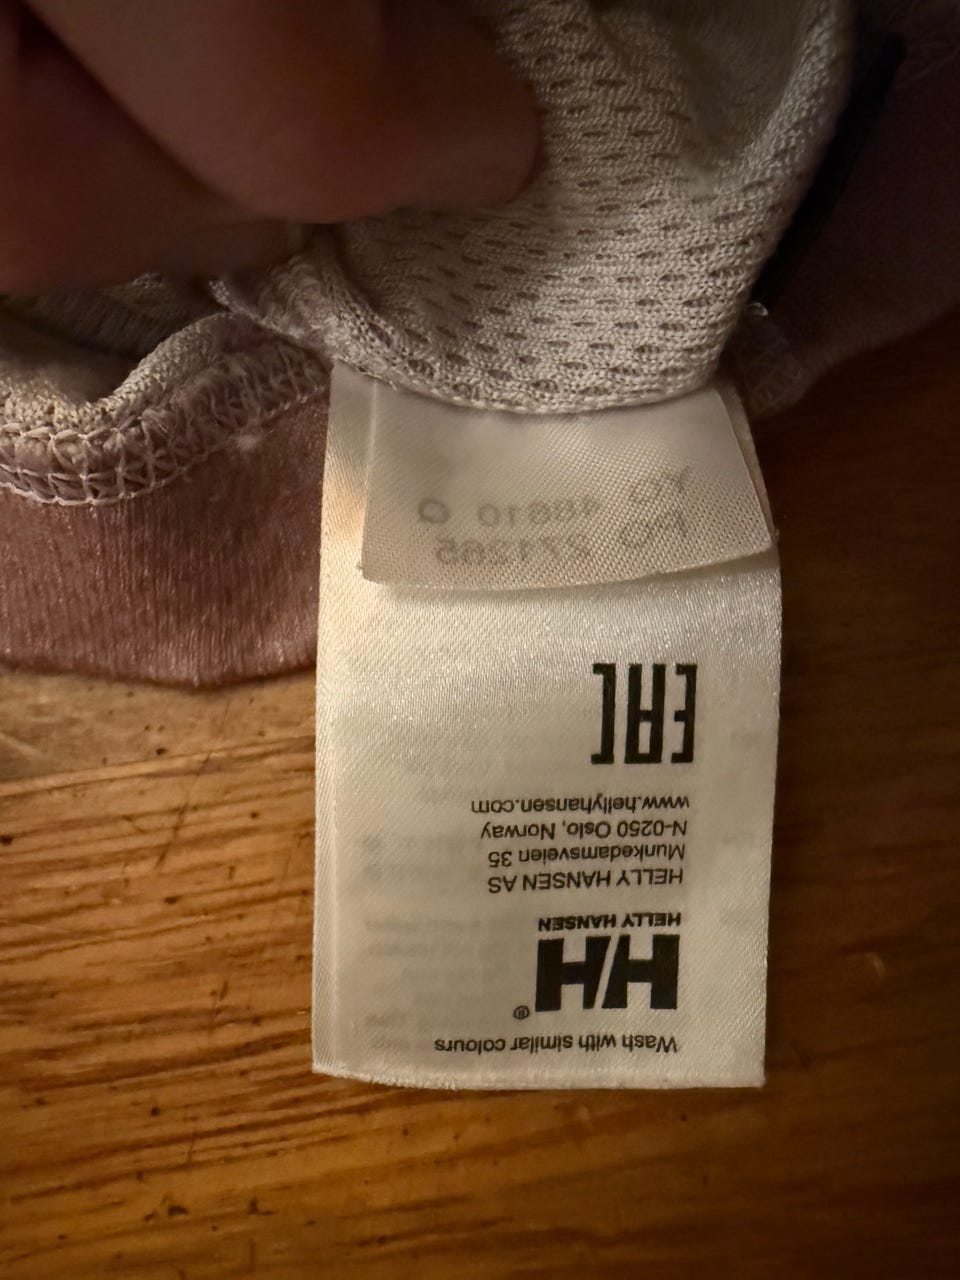 Wash with similar colours
HH®
HELLY HANSEN
HELLY HANSEN AS
Munkedamsveien 35
N-0250 Oslo, Norway
www.hellyhansen.com
EAC
271265